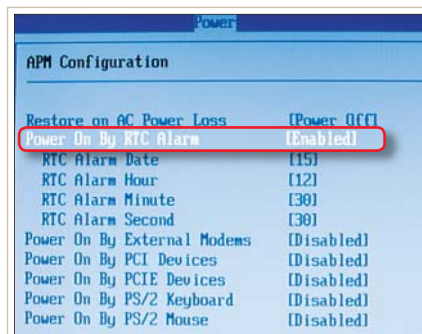 Power
APM Configuration
Restore on AC Power Loss [Power Off]
Power On By RTC Alarm [Enabled]
RTC Alarm Date [15]
RTC Alarm Hour [12]
RTC Alarm Minute [30]
RTC Alarm Second [30]
Power On By External Modems [Disabled]
Power On By PCI Devices [Disabled]
Power On By PCIE Devices [Disabled]
Power On By PS/2 Keyboard [Disabled]
Power On By PS/2 Mouse [Disabled]